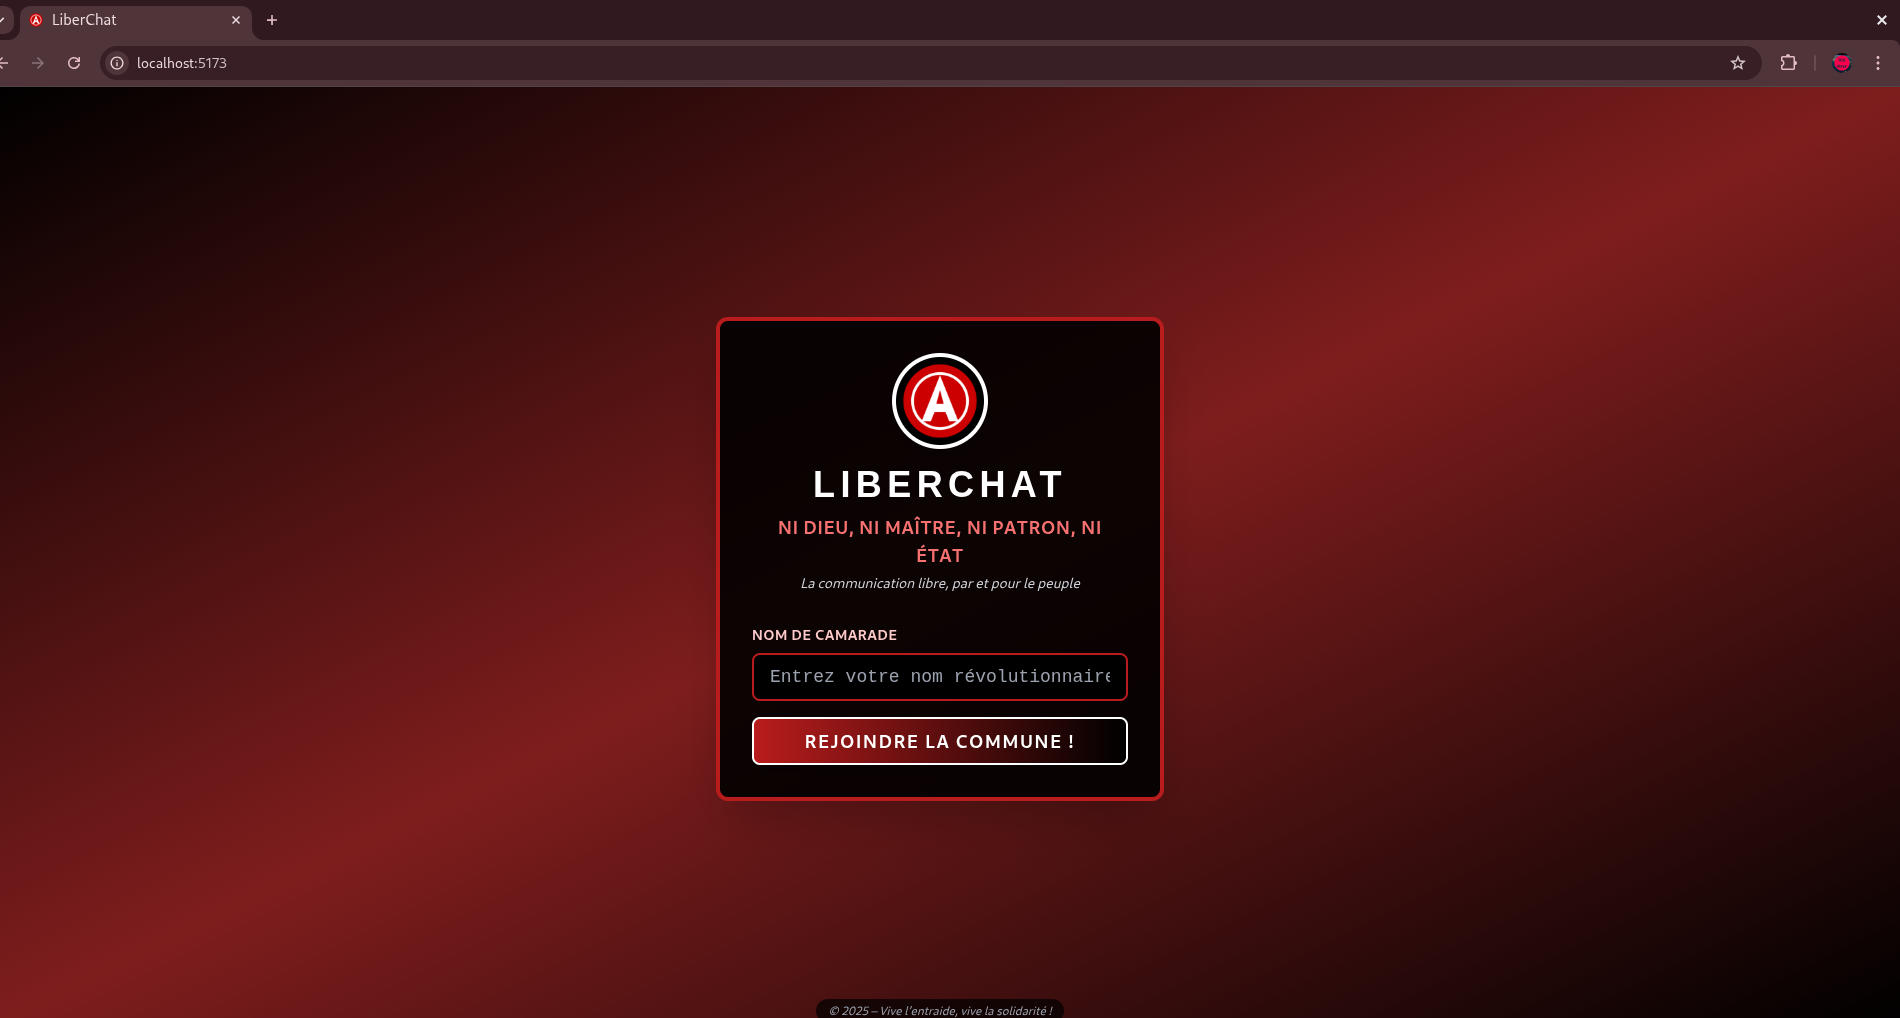 LiberChat
localhost:5173
A
LIBERCHAT
NI DIEU, NI MAÎTRE, NI PATRON, NI
ÉTAT
La communication libre, par et pour le peuple
NOM DE CAMARADE
Entrez votre nom révolutionnaire
REJOINDRE LA COMMUNE !
© 2025 – Vive l'entraide, vive la solidarité !